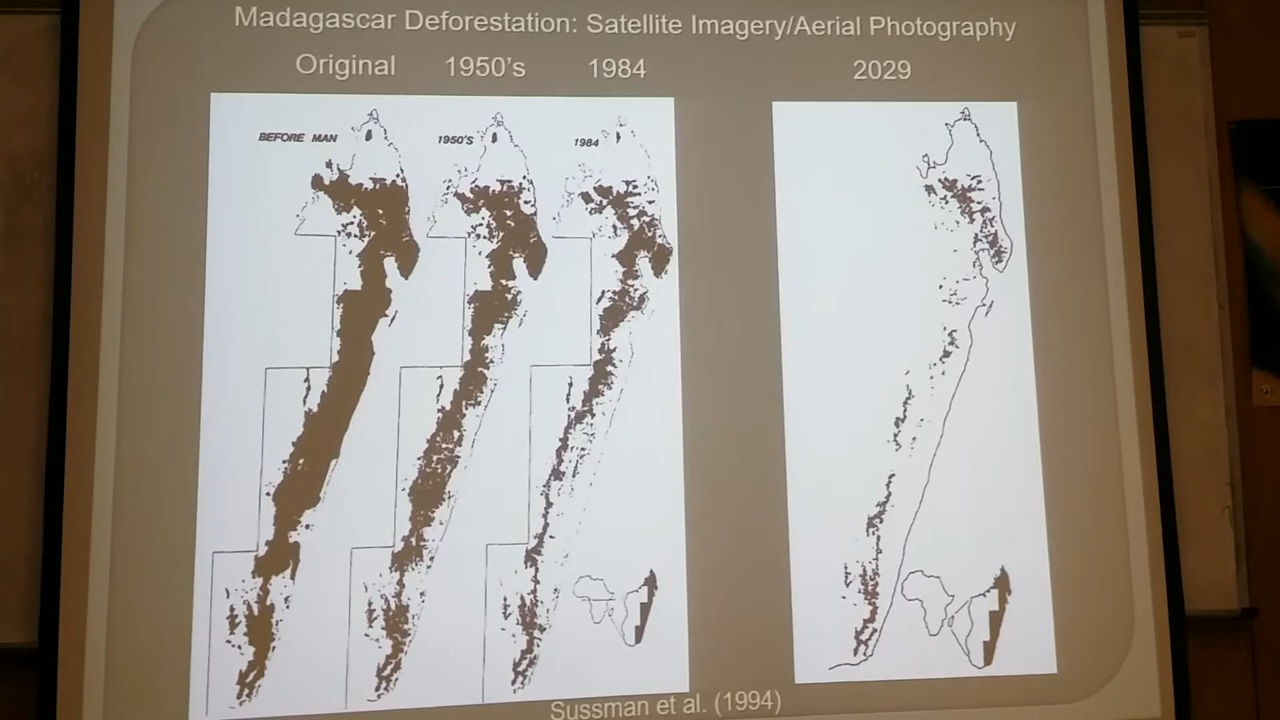 Madagascar Deforestation: Satellite Imagery/Aerial Photography
Original 1950's 1984 2029
BEFORE MAN 1950'S 1984
Sussman et al. (1994)